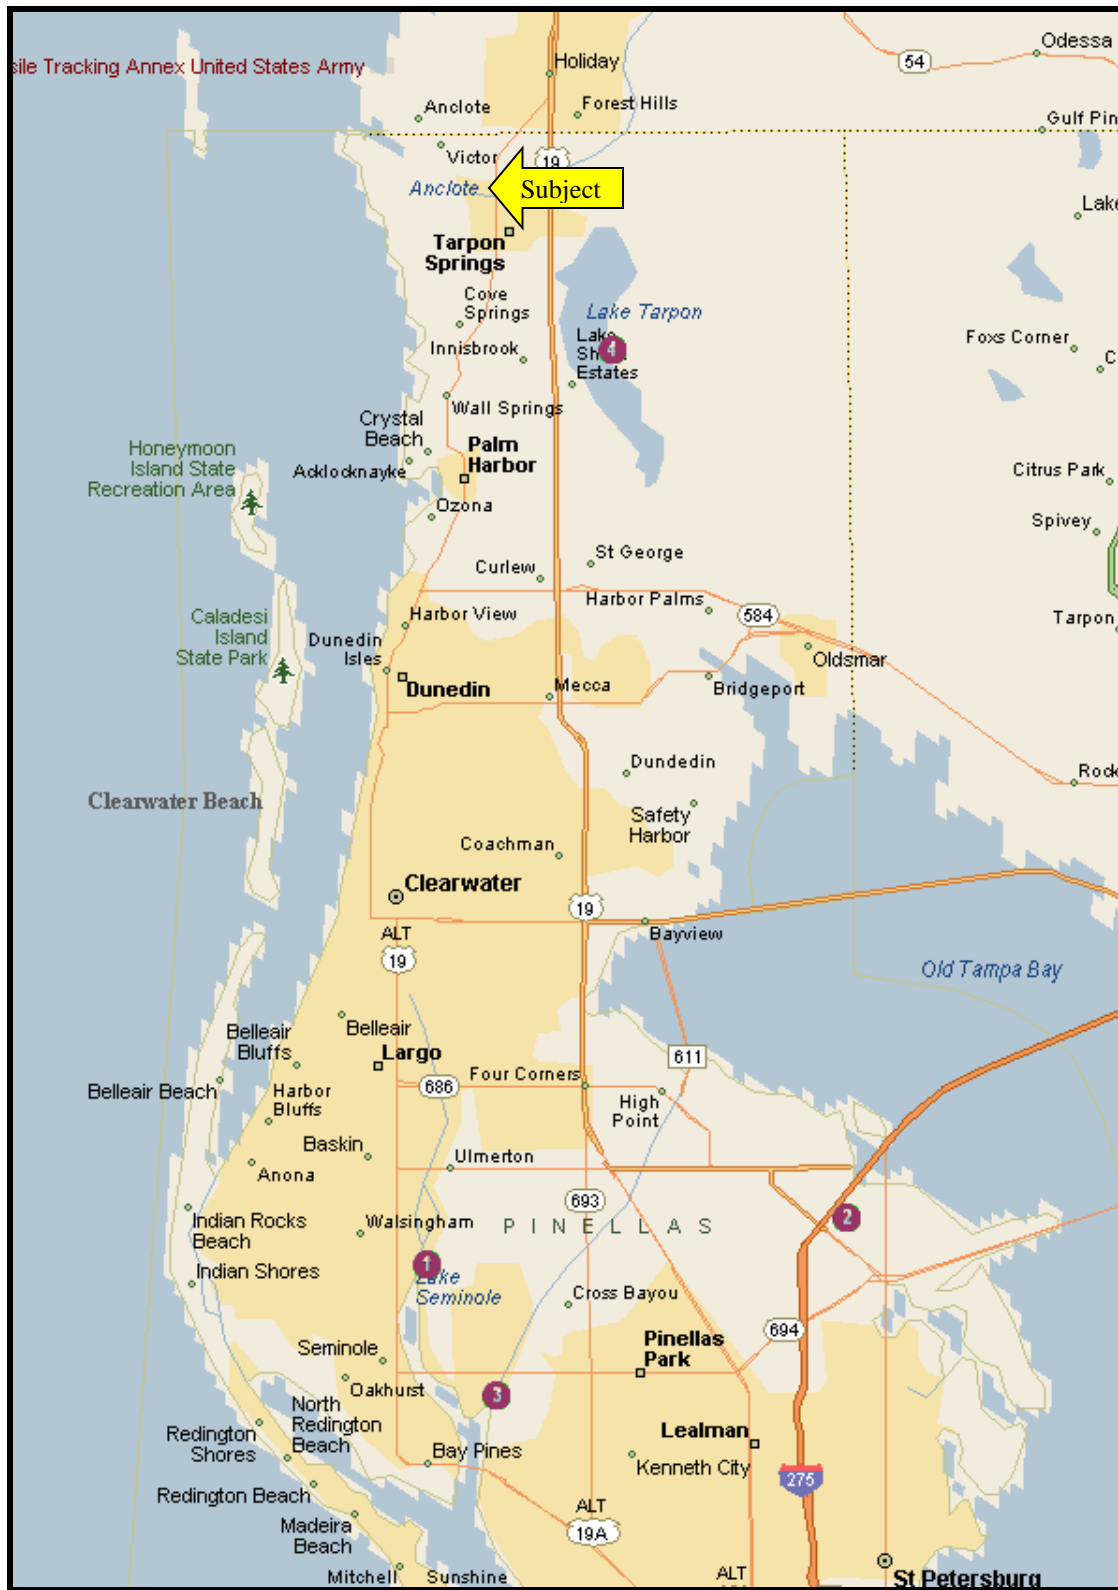 Odessa
54
Holiday
sile Tracking Annex United States Army
Anclote
Forest Hills
Gulf Pin
Victor
19
Anclote
Subject
Lake
Tarpon
Springs
Cove
Springs
Lake Tarpon
Innisbrook
Lake
Estates
4
Foxs Corner
C
Wall Springs
Crystal
Beach
Palm
Harbor
Honeymoon
Island State
Recreation Area
Acklocknayke
Citrus Park
Ozona
Spivey
St George
Curlew
Harbor Palms
584
Harbor View
Tarpon
Caladesi
Island
State Park
Dunedin
Isles
Oldsmar
Dunedin
Mecca
Bridgeport
Dundedin
Rock
Clearwater Beach
Safety
Harbor
Coachman
Clearwater
19
ALT
19
Bayview
Old Tampa Bay
Belleair
Belleair
Bluffs
Largo
611
Four Corners
686
Belleair Beach
Harbor
Bluffs
High
Point
Baskin
Ulmerton
Anona
693
2
Indian Rocks
Beach
Walsingham
PINELLAS
1
Indian Shores
Lake
Seminole
Cross Bayou
694
Pinellas
Park
Seminole
Oakhurst
3
North
Redington
Beach
Redington
Shores
Lealman
Bay Pines
Kenneth City
275
Redington Beach
ALT
19A
Madeira
Beach
Mitchell
Sunshine
ALT
St Petersburg